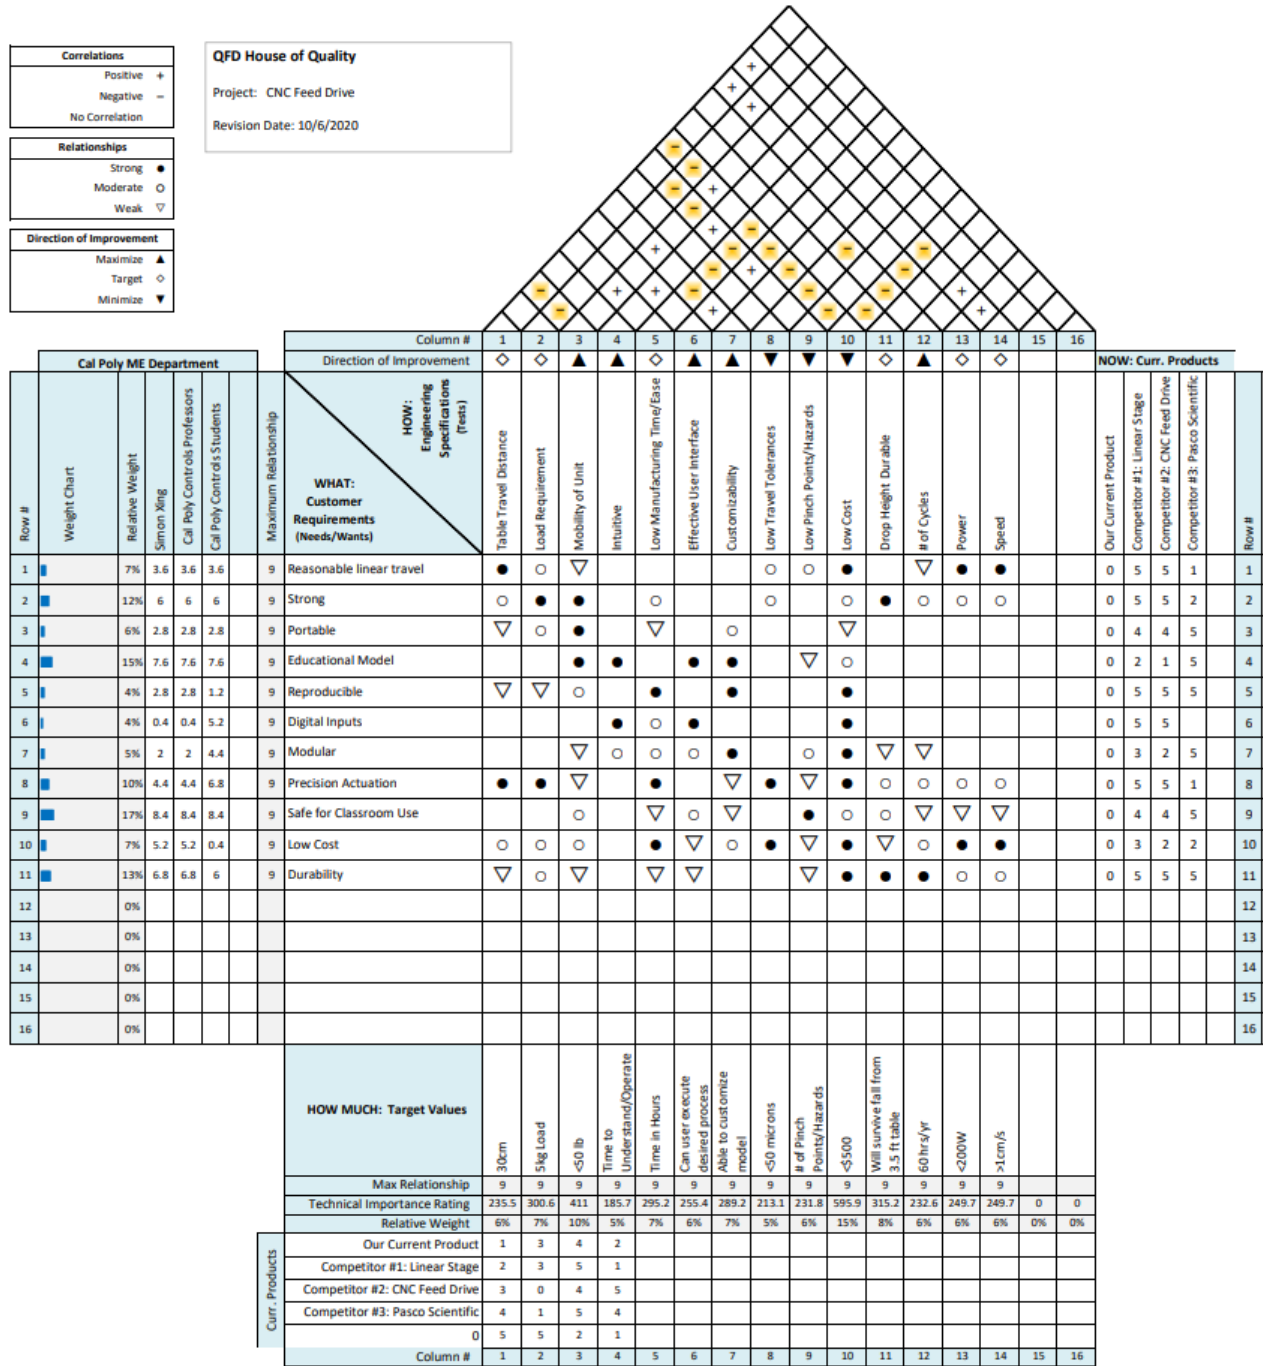 Correlations
Positive +
Negative −
No Correlation
Relationships
Strong ●
Moderate ○
Weak ▽
Direction of Improvement
Maximize ▲
Target ◇
Minimize ▼
QFD House of Quality
Project: CNC Feed Drive
Revision Date: 10/6/2020
Column # 1 2 3 4 5 6 7 8 9 10 11 12 13 14 15 16
Direction of Improvement ◇ ◇ ▲ ▲ ◇ ▲ ▲ ▼ ▼ ▼ ◇ ▲ ◇ ◇
Cal Poly ME Department
NOW: Curr. Products
Row #
Weight Chart
Relative Weight
Simon Xing
Cal Poly Controls Professors
Cal Poly Controls Students
Maximum Relationship
HOW:
Engineering
Specifications
(Tests)
WHAT:
Customer
Requirements
(Needs/Wants)
Table Travel Distance
Load Requirement
Mobility of Unit
Intuitive
Low Manufacturing Time/Ease
Effective User Interface
Customizability
Low Travel Tolerances
Low Pinch Points/Hazards
Low Cost
Drop Height Durable
# of Cycles
Power
Speed
Our Current Product
Competitor #1: Linear Stage
Competitor #2: CNC Feed Drive
Competitor #3: Pasco Scientific
Row #
1 7% 3.6 3.6 3.6 9 Reasonable linear travel ● ○ ▽ ○ ○ ● ▽ ● ● 0 5 5 1 1
2 12% 6 6 6 9 Strong ○ ● ● ○ ○ ○ ● ○ ○ ○ 0 5 5 2 2
3 6% 2.8 2.8 2.8 9 Portable ▽ ○ ● ▽ ○ ▽ 0 4 4 5 3
4 15% 7.6 7.6 7.6 9 Educational Model ● ● ● ● ▽ ○ 0 2 1 5 4
5 4% 2.8 2.8 1.2 9 Reproducible ▽ ▽ ○ ● ● ● 0 5 5 5 5
6 4% 0.4 0.4 5.2 9 Digital Inputs ● ○ ● ● 0 5 5 6
7 5% 2 2 4.4 9 Modular ▽ ○ ○ ○ ● ○ ● ▽ ▽ 0 3 2 5 7
8 10% 4.4 4.4 6.8 9 Precision Actuation ● ● ▽ ● ▽ ● ▽ ● ○ ○ ○ ○ 0 5 5 1 8
9 17% 8.4 8.4 8.4 9 Safe for Classroom Use ○ ▽ ○ ▽ ● ○ ○ ▽ ▽ ▽ 0 4 4 5 9
10 7% 5.2 5.2 0.4 9 Low Cost ○ ○ ○ ● ▽ ○ ● ▽ ● ▽ ○ ● ● 0 3 2 2 10
11 13% 6.8 6.8 6 9 Durability ▽ ○ ▽ ▽ ▽ ▽ ● ● ● ○ ○ 0 5 5 5 11
12 0% 12
13 0% 13
14 0% 14
15 0% 15
16 0% 16
HOW MUCH: Target Values
30cm
5kg Load
<50 lb
Time to
Understand/Operate
Time in Hours
Can user execute
desired process
Able to customize
model
<50 microns
# of Pinch
Points/Hazards
<$500
Will survive fall from
3.5 ft table
60 hrs/yr
<200W
>1cm/s
Max Relationship 9 9 9 9 9 9 9 9 9 9 9 9 9 9
Technical Importance Rating 235.5 300.6 411 185.7 295.2 255.4 289.2 213.1 231.8 595.9 315.2 232.6 249.7 249.7 0 0
Relative Weight 6% 7% 10% 5% 7% 6% 7% 5% 6% 15% 8% 6% 6% 6% 0% 0%
Curr. Products
Our Current Product 1 3 4 2
Competitor #1: Linear Stage 2 3 5 1
Competitor #2: CNC Feed Drive 3 0 4 5
Competitor #3: Pasco Scientific 4 1 5 4
0 5 5 2 1
Column # 1 2 3 4 5 6 7 8 9 10 11 12 13 14 15 16